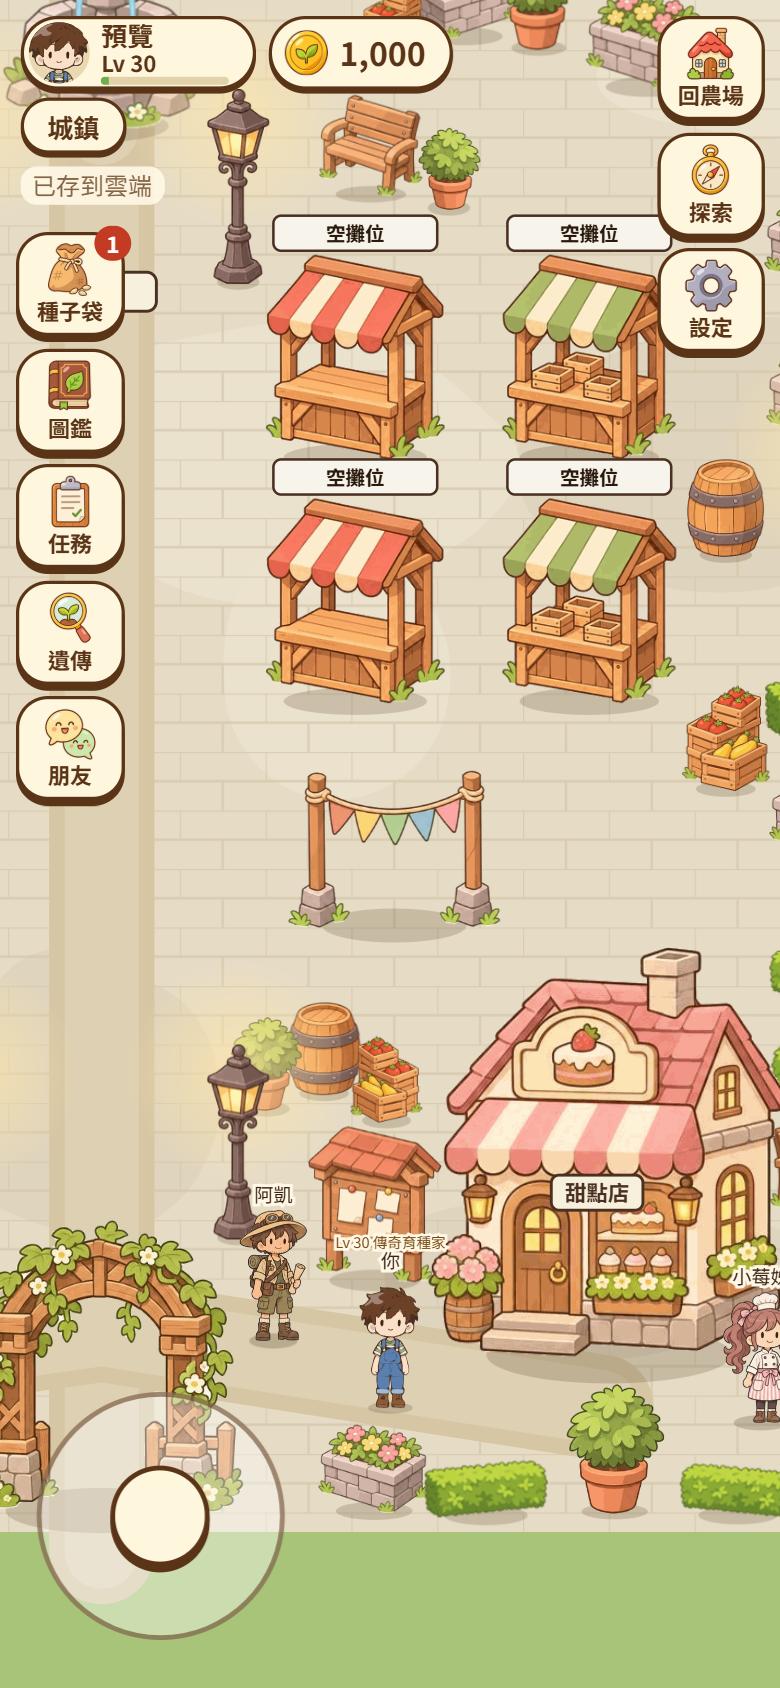 預覽
Lv 30
1,000
回農場
城鎮
已存到雲端
探索
1
種子袋
空攤位
空攤位
設定
圖鑑
空攤位
空攤位
任務
遺傳
朋友
甜點店
阿凱
Lv 30 傳奇育種家
你
小莓